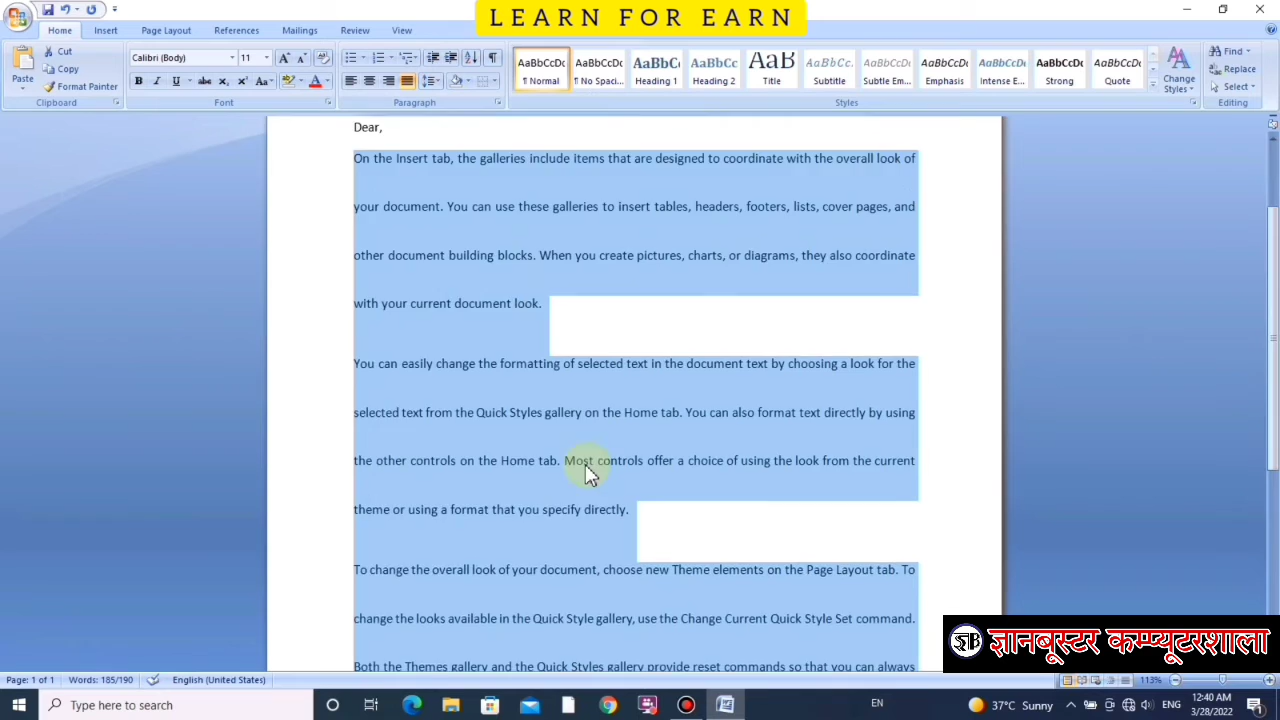 LEARN FOR EARN
Home Insert Page Layout References Mailings Review View
Cut
Copy
Format Painter
Paste
Clipboard
Calibri (Body) 11
Font
Paragraph
AaBbCcDc AaBbCcDc AaBbC AaBbCc AaB AaBbCc. AaBbCcDc AaBbCcDc AaBbCcDc AaBbCcDc AaBbCcDc
¶ Normal ¶ No Spaci... Heading 1 Heading 2 Title Subtitle Subtle Em... Emphasis Intense E... Strong Quote
Change Styles
Styles
Find
Replace
Select
Editing
Dear,
On the Insert tab, the galleries include items that are designed to coordinate with the overall look of
your document. You can use these galleries to insert tables, headers, footers, lists, cover pages, and
other document building blocks. When you create pictures, charts, or diagrams, they also coordinate
with your current document look.
You can easily change the formatting of selected text in the document text by choosing a look for the
selected text from the Quick Styles gallery on the Home tab. You can also format text directly by using
the other controls on the Home tab. Most controls offer a choice of using the look from the current
theme or using a format that you specify directly.
To change the overall look of your document, choose new Theme elements on the Page Layout tab. To
change the looks available in the Quick Style gallery, use the Change Current Quick Style Set command.
Both the Themes gallery and the Quick Styles gallery provide reset commands so that you can always
ज्ञानबूस्टर कम्प्यूटरशाला
Page: 1 of 1 Words: 185/190 English (United States) 113%
Type here to search
EN
37°C Sunny
ENG
12:40 AM
3/28/2022